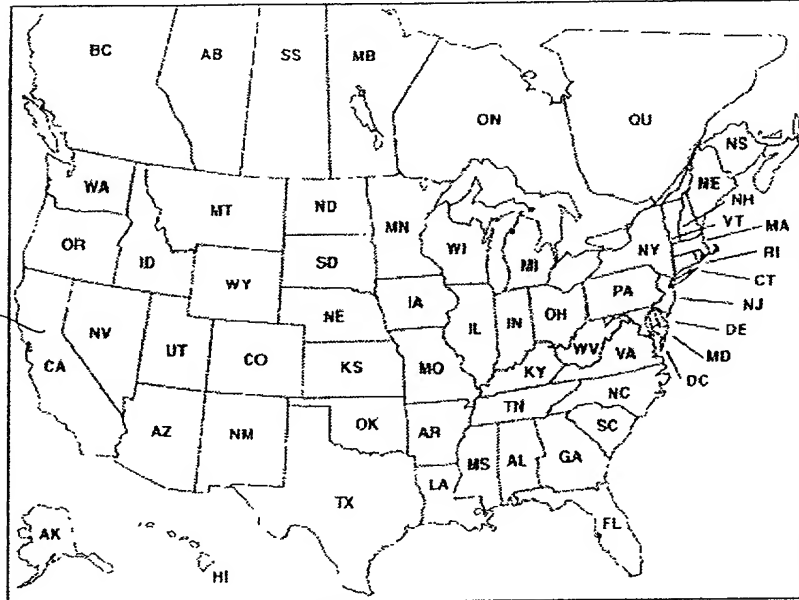 BC
AB
SS
MB
ON
QU
NS
WA
MT
ND
MN
NE
NH
VT
MA
OR
ID
WY
SD
WI
MI
NY
RI
CT
PA
NJ
IA
NE
IL
IN
OH
DE
CA
NV
UT
CO
KS
MO
WV
VA
MD
KY
DC
NC
TN
AZ
NM
OK
AR
SC
MS
AL
GA
LA
TX
FL
AK
HI